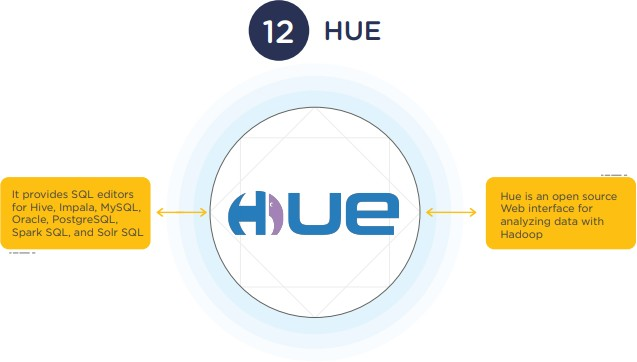 12 HUE
It provides SQL editors
for Hive, Impala, MySQL,
Oracle, PostgreSQL,
Spark SQL, and Solr SQL
HUE
Hue is an open source
Web interface for
analyzing data with
Hadoop